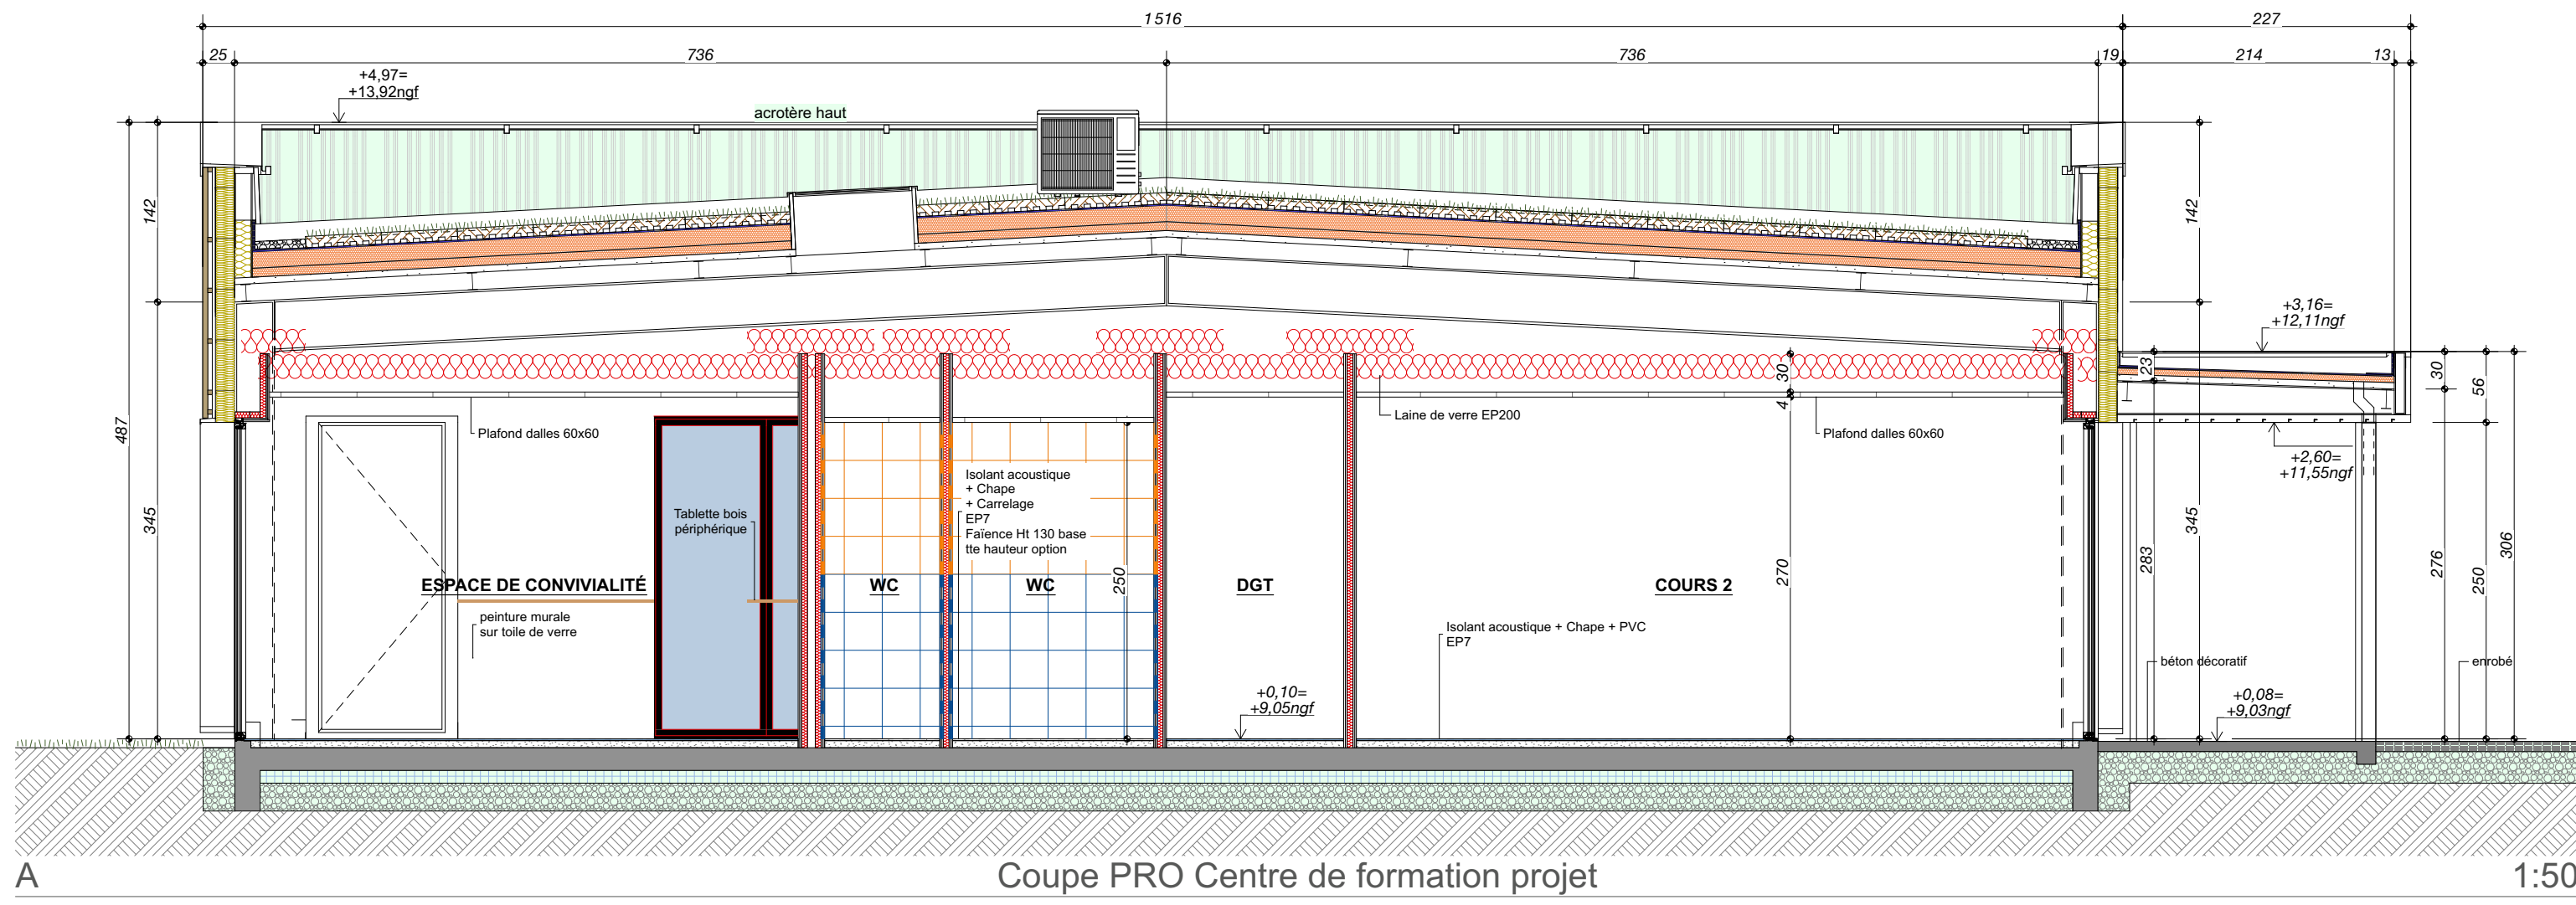 1 516
227
25
736
736
19
214
13
+4,97=
+13,92ngf
acrotère haut
142
142
+3,16=
+12,11ngf
23
30
30
56
4
Laine de verre EP200
Plafond dalles 60x60
Plafond dalles 60x60
487
+2,60=
+11,55ngf
Isolant acoustique
+ Chape
+ Carrelage
EP7
Faïence Ht 130 base
tte hauteur option
Tablette bois
périphérique
345
345
306
283
276
250
270
250
ESPACE DE CONVIVIALITÉ
WC
WC
DGT
COURS 2
peinture murale
sur toile de verre
Isolant acoustique + Chape + PVC
EP7
béton décoratif
enrobé
+0,10=
+9,05ngf
+0,08=
+9,03ngf
A
Coupe PRO Centre de formation projet
1:50